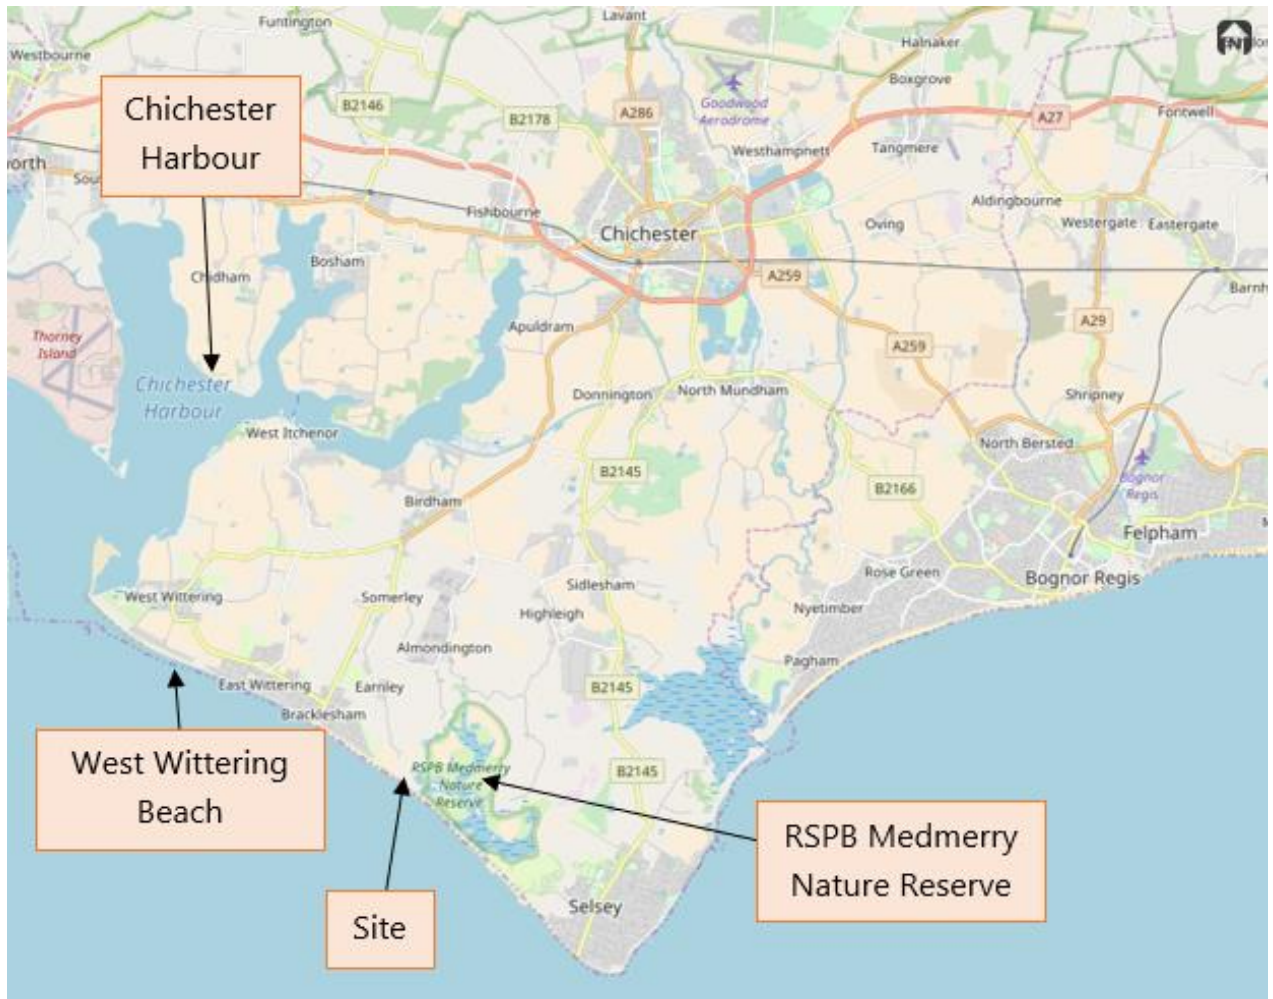 Lavant
Funtington
Westbourne
Halnaker
Boxgrove
N
Chichester
Harbour
B2146
B2178
A286
Goodwood
Aerodrome
A27
Fontwell
Westhampnett
Tangmere
Fishbourne
Aldingbourne
Chichester
Oving
Westergate
Eastergate
Bosham
Chidham
A259
Apuldram
Thorney
Island
A29
A259
Chichester
Harbour
Donnington
North Mundham
Shripney
West Itchenor
North Bersted
B2145
B2166
Bognor
Regis
Birdham
Felpham
Rose Green
Bognor Regis
Sidlesham
West Wittering
Somerley
Highleigh
Nyetimber
Almondington
Pagham
East Wittering
Earnley
B2145
Bracklesham
West Wittering
Beach
RSPB Medmerry
Nature
Reserve
B2145
RSPB Medmerry
Nature Reserve
Site
Selsey